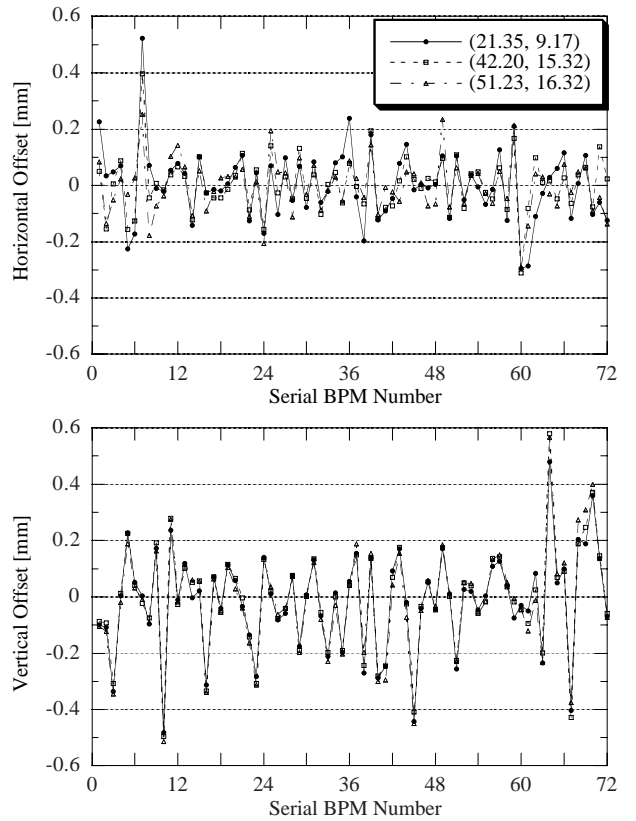 0.6
(21.35, 9.17)
(42.20, 15.32)
(51.23, 16.32)
0.4
0.2
0
-0.2
-0.4
-0.6
Horizontal Offset [mm]
0 12 24 36 48 60 72
Serial BPM Number
0.6
0.4
0.2
0
-0.2
-0.4
-0.6
Vertical Offset [mm]
0 12 24 36 48 60 72
Serial BPM Number